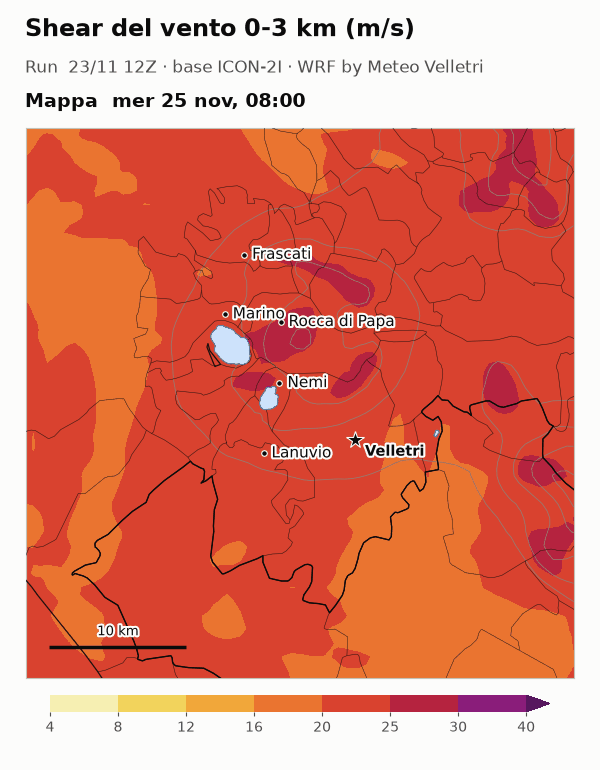 Shear del vento 0-3 km (m/s)
Run  23/11 12Z · base ICON-2I · WRF by Meteo Velletri
Mappa  mer 25 nov, 08:00
Frascati
Marino
Rocca di Papa
Nemi
Velletri
Lanuvio
10 km
4 8 12 16 20 25 30 40